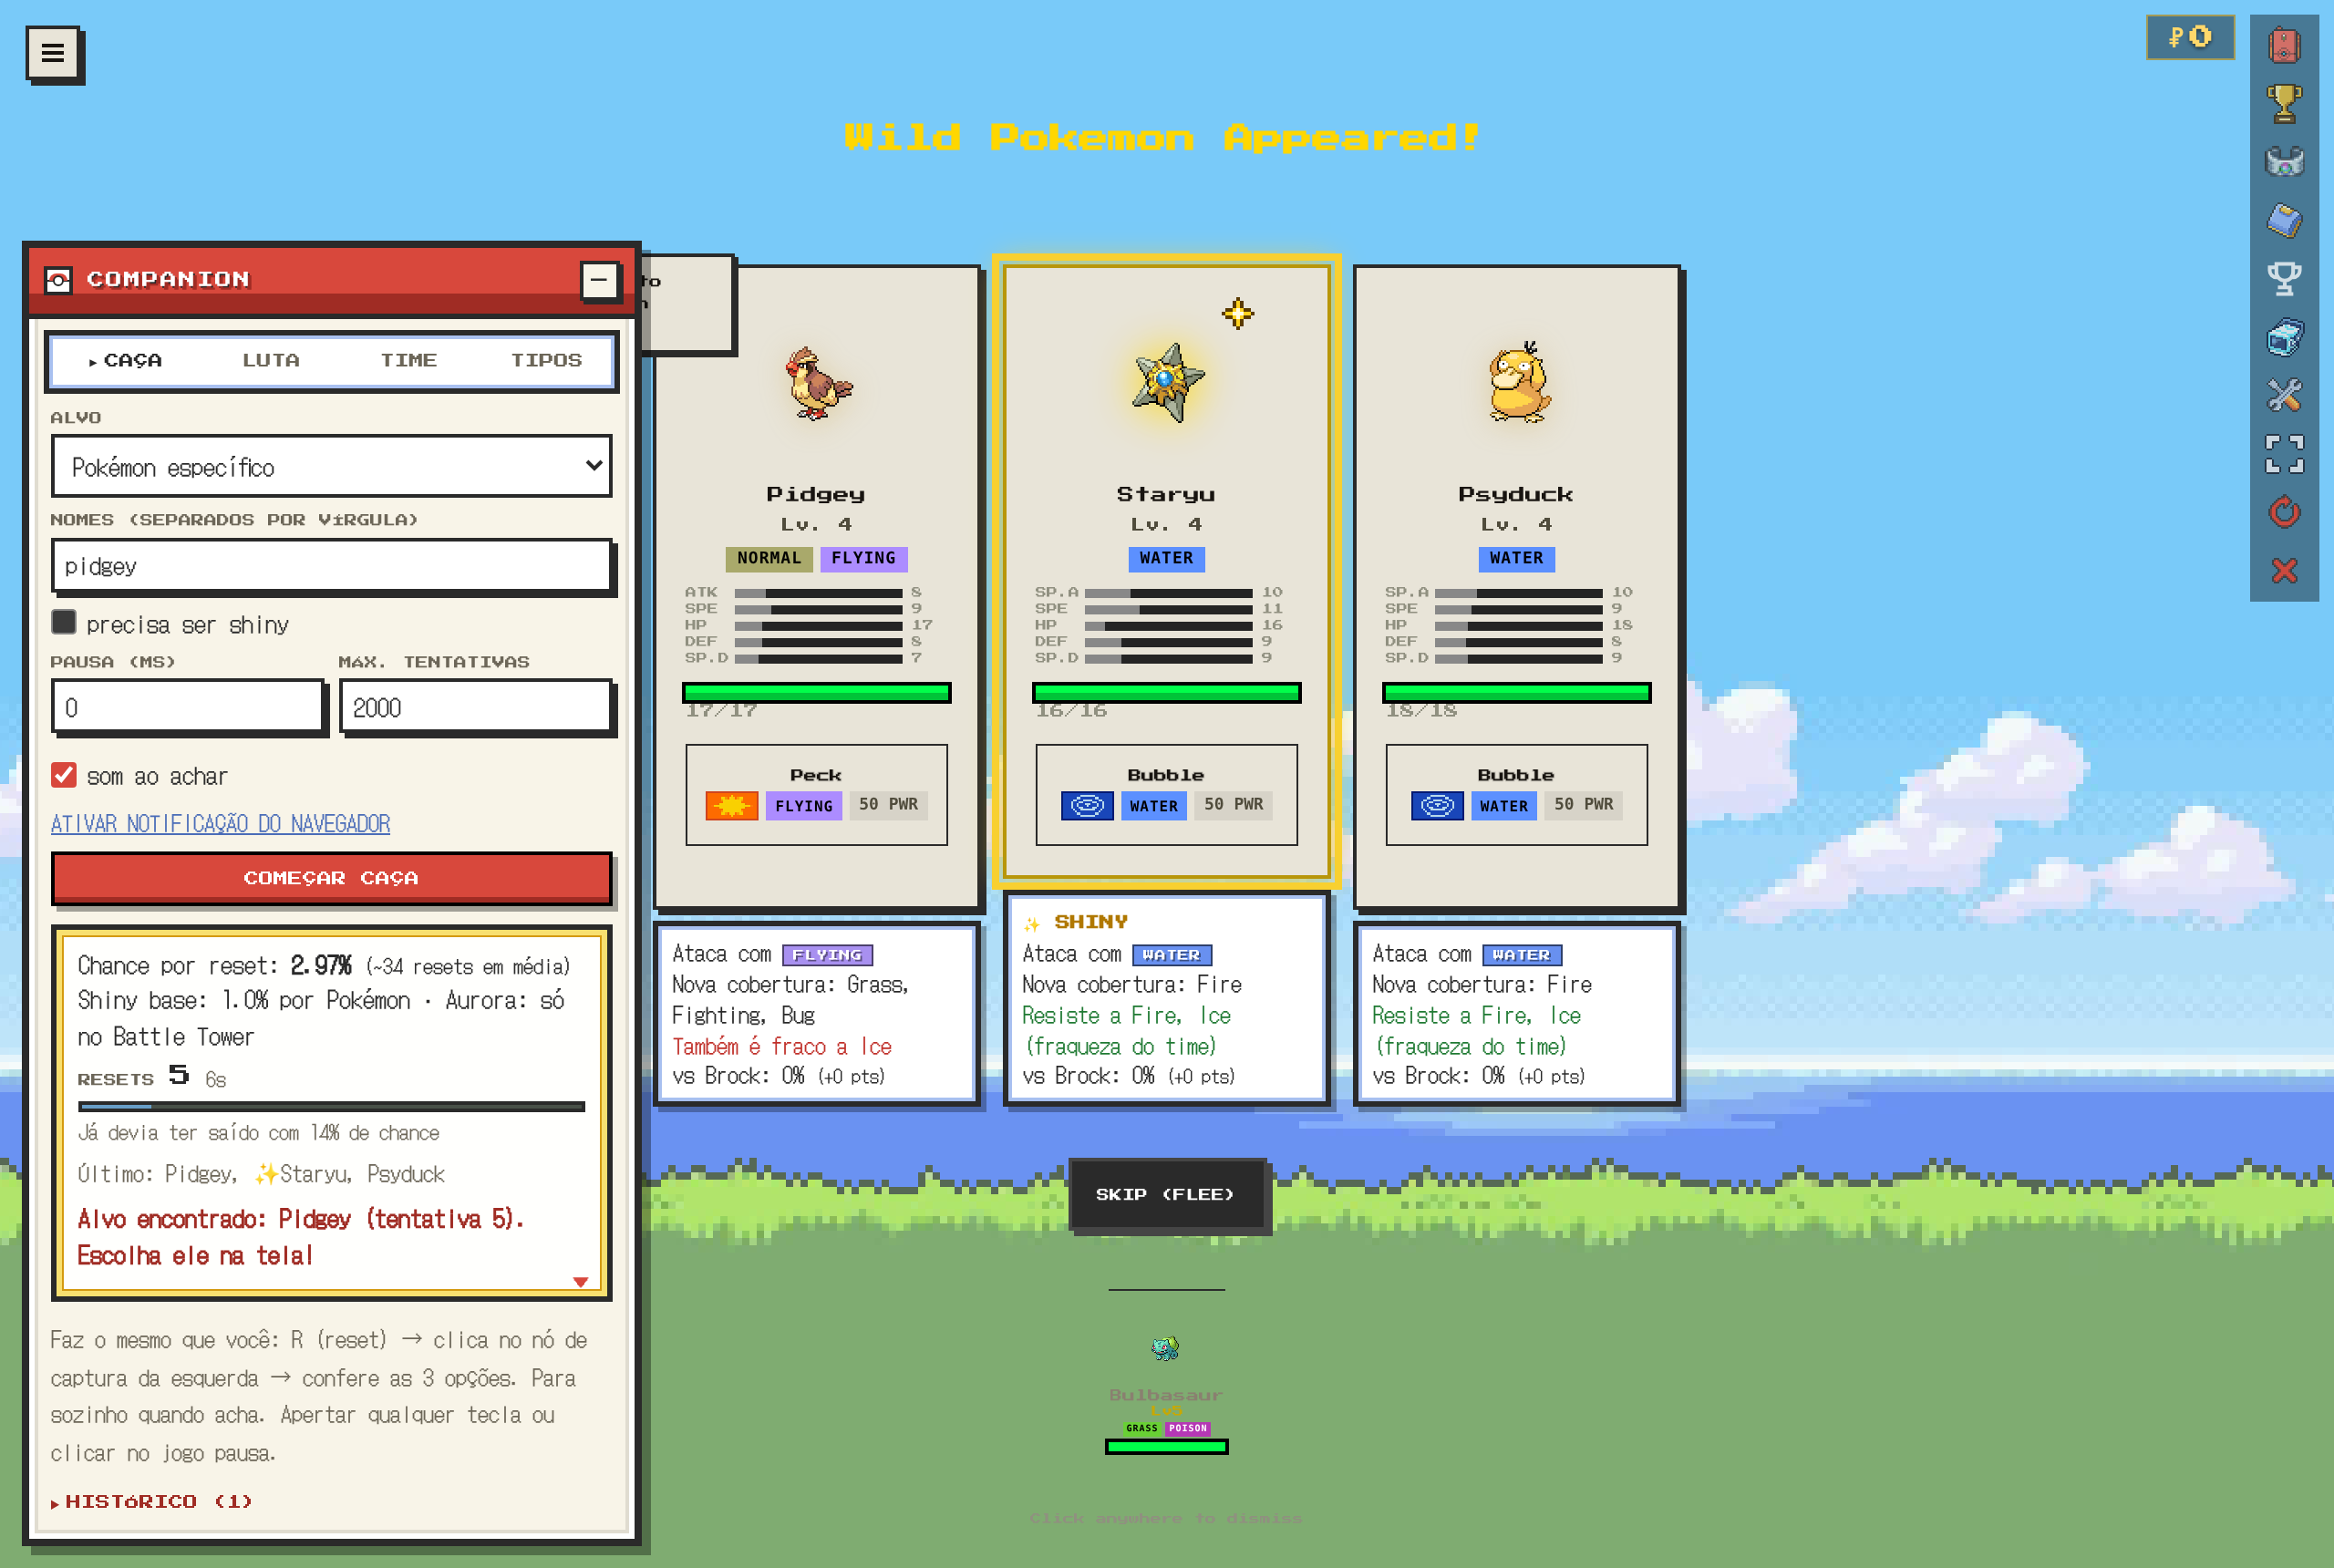 ₽0
Wild Pokemon Appeared!
COMPANION
▸CAÇA LUTA TIME TIPOS
ALVO
Pokémon específico
NOMES (SEPARADOS POR VÍRGULA)
pidgey
precisa ser shiny
PAUSA (MS) MÁX. TENTATIVAS
0 2000
som ao achar
ATIVAR NOTIFICAÇÃO DO NAVEGADOR
COMEÇAR CAÇA
Chance por reset: 2.97% (~34 resets em média)
Shiny base: 1.0% por Pokémon · Aurora: só
no Battle Tower
RESETS 5 6s
Já devia ter saído com 14% de chance
Último: Pidgey, ✨Staryu, Psyduck
Alvo encontrado: Pidgey (tentativa 5).
Escolha ele na tela!
Faz o mesmo que você: R (reset) → clica no nó de
captura da esquerda → confere as 3 opções. Para
sozinho quando acha. Apertar qualquer tecla ou
clicar no jogo pausa.
▸HISTÓRICO (1)
Pidgey
Lv. 4
NORMAL FLYING
ATK 8
SPE 9
HP 17
DEF 8
SP.D 7
17/17
Peck
FLYING 50 PWR
Ataca com FLYING
Nova cobertura: Grass,
Fighting, Bug
Também é fraco a Ice
vs Brock: 0% (+0 pts)
Staryu
Lv. 4
WATER
SP.A 10
SPE 11
HP 16
DEF 9
SP.D 9
16/16
Bubble
WATER 50 PWR
✨ SHINY
Ataca com WATER
Nova cobertura: Fire
Resiste a Fire, Ice
(fraqueza do time)
vs Brock: 0% (+0 pts)
Psyduck
Lv. 4
WATER
SP.A 10
SPE 9
HP 18
DEF 8
SP.D 9
18/18
Bubble
WATER 50 PWR
Ataca com WATER
Nova cobertura: Fire
Resiste a Fire, Ice
(fraqueza do time)
vs Brock: 0% (+0 pts)
SKIP (FLEE)
Bulbasaur
Lv5
GRASS POISON
Click anywhere to dismiss